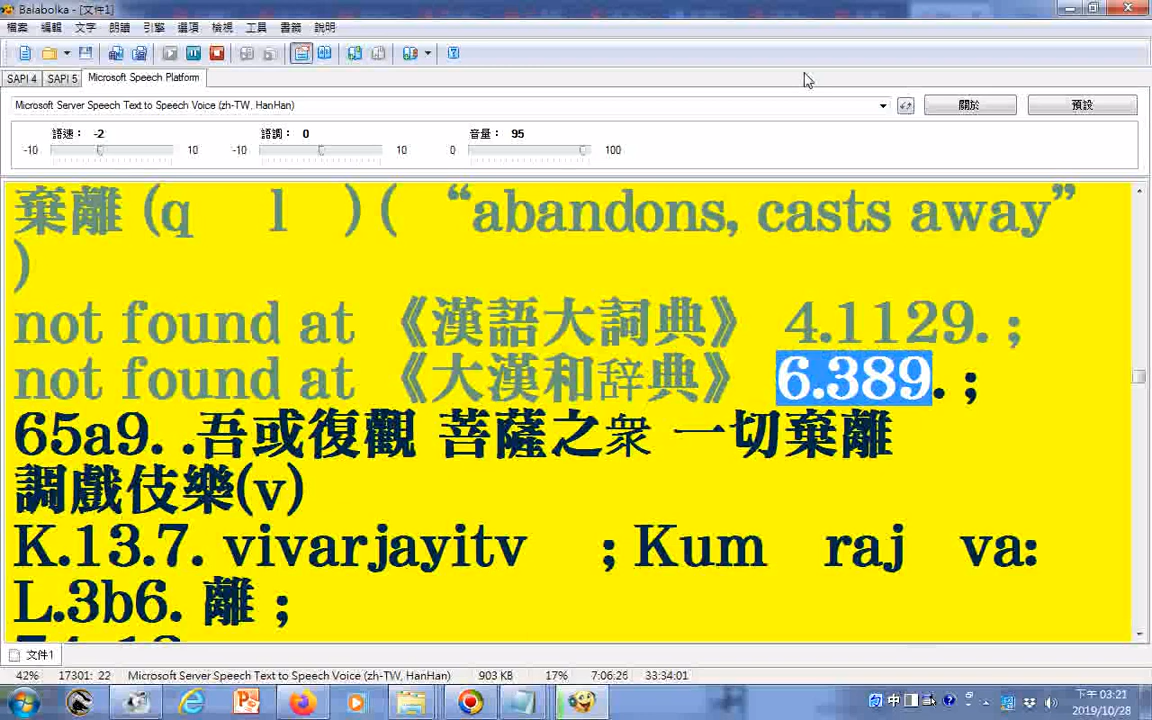 Balabolka - [文件1]
檔案 編輯 文字 朗讀 引擎 選項 檢視 工具 書籤 說明
SAPI 4 SAPI 5 Microsoft Speech Platform
Microsoft Server Speech Text to Speech Voice (zh-TW, HanHan) 關於 預設
語速： -2 語調： 0 音量： 95
-10 10 -10 10 0 100
棄離 (q l ) ( “abandons, casts away”
)
not found at 《漢語大詞典》 4.1129. ;
not found at 《大漢和辞典》 6.389. ;
65a9. .吾或復觀 菩薩之衆 一切棄離
調戲伎樂(v)
K.13.7. vivarjayitv ; Kum raj va:
L.3b6. 離 ;
文件1
42% 17301: 22 Microsoft Server Speech Text to Speech Voice (zh-TW, HanHan) 903 KB 17% 7:06:26 33:34:01
中 下午 03:21
2019/10/28